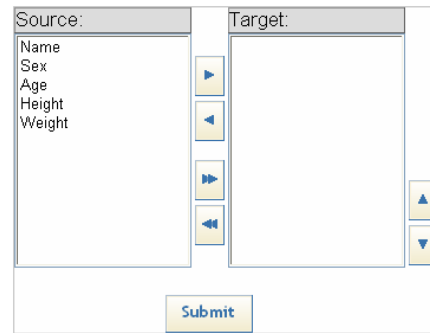 Source:
Target:
Name
Sex
Age
Height
Weight
Submit